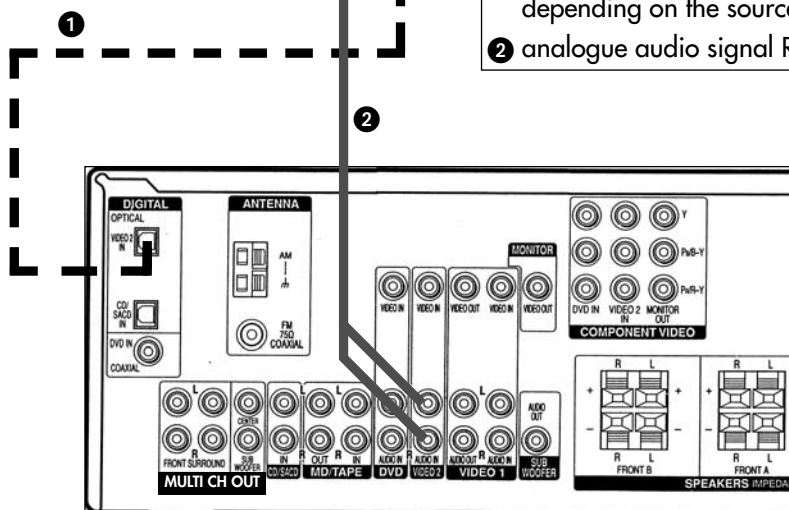 depending on the source
❷ analogue audio signal R
❶
❷
DIGITAL
OPTICAL
VIDEO 2
IN
CD/
SACD
IN
DVD IN
COAXIAL
ANTENNA
AM
FM
75Ω
COAXIAL
MONITOR
VIDEO IN
VIDEO IN
VIDEO OUT
VIDEO IN
VIDEO OUT
Y
PB/B-Y
PR/R-Y
DVD IN
VIDEO 2
IN
MONITOR
OUT
COMPONENT VIDEO
L
R
FRONT
SURROUND
CENTER
SUB
WOOFER
MULTI CH OUT
L
R
IN
CD/SACD
L
R
OUT
IN
MD/TAPE
L
R
AUDIO IN
DVD
AUDIO IN
VIDEO 2
L
R
AUDIO OUT
AUDIO IN
VIDEO 1
AUDIO
OUT
SUB
WOOFER
R L
+ +
– –
R L
FRONT B
R L
+
–
R L
FRONT A
SPEAKERS IMPEDA